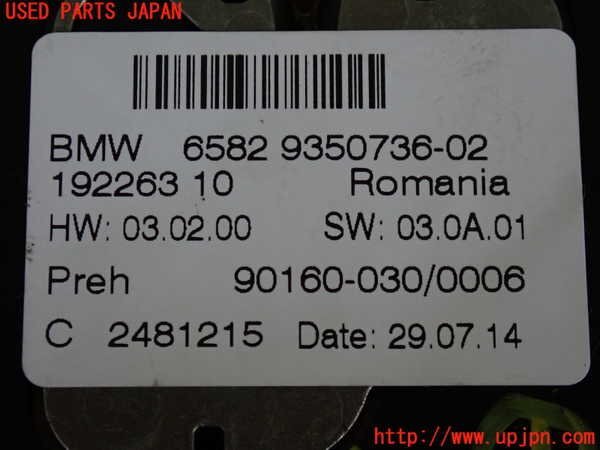 USED PARTS JAPAN
BMW 6582 9350736-02
192263 10 Romania
HW: 03.02.00 SW: 03.0A.01
Preh 90160-030/0006
C 2481215 Date: 29.07.14
http://www.upjpn.com/